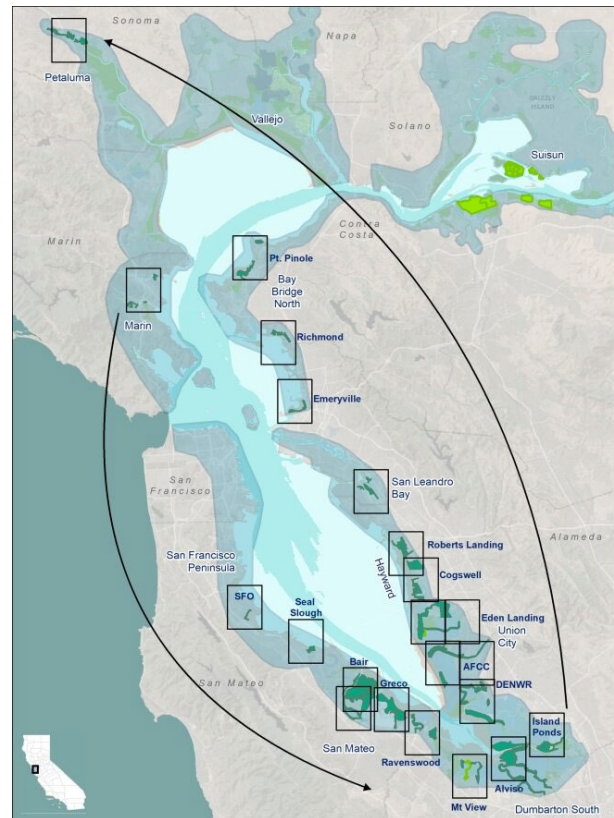 Sonoma
Napa
Petaluma
Vallejo
Solano
GRIZZLY
ISLAND
Suisun
Marin
Contra
Costa
Pt. Pinole
Bay
Bridge
North
Marin
Richmond
Emeryville
San
Francisco
San Leandro
Bay
Alameda
Roberts Landing
San Francisco
Peninsula
Hayward
Cogswell
SFO
Seal
Slough
Eden Landing
Union
City
Bair
AFCC
San Mateo
Greco
DENWR
Island
Ponds
San Mateo
Ravenswood
Mt View
Alviso
Dumbarton South